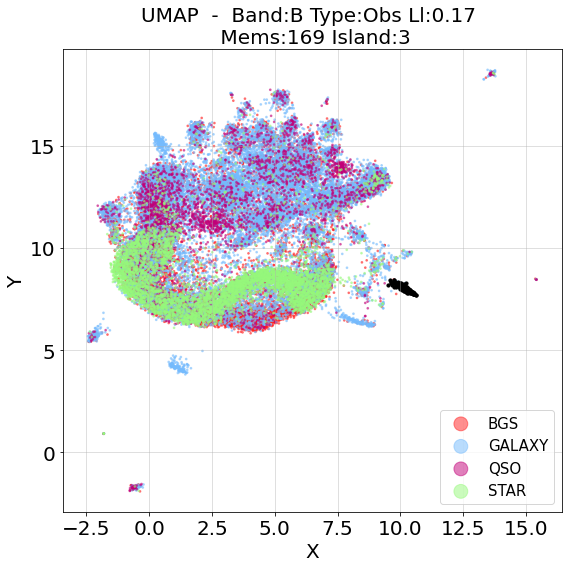 UMAP  -  Band:B Type:Obs Ll:0.17
Mems:169 Island:3
Y
15
10
5
0
−2.5 0.0 2.5 5.0 7.5 10.0 12.5 15.0
X
BGS
GALAXY
QSO
STAR